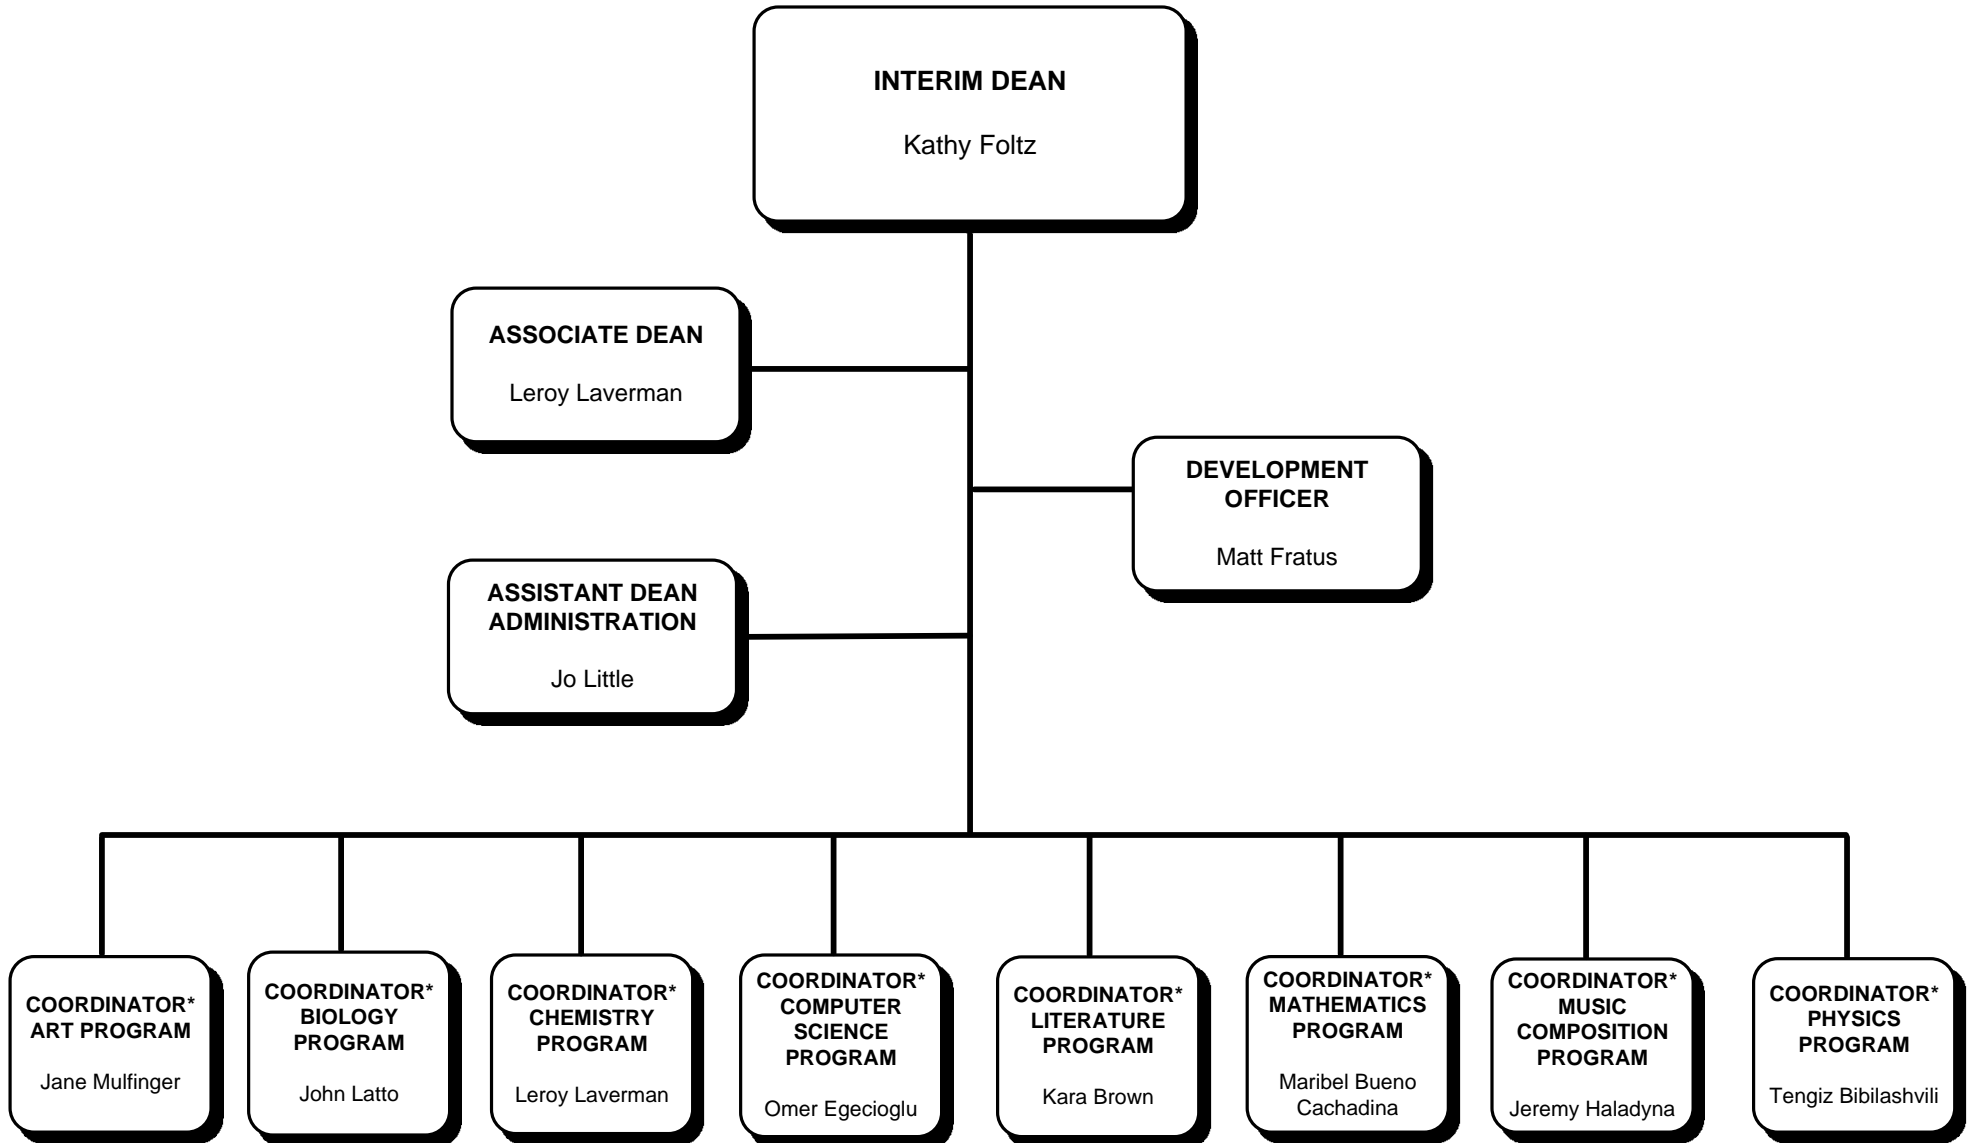 INTERIM DEAN
Kathy Foltz
ASSOCIATE DEAN
Leroy Laverman
DEVELOPMENT
OFFICER
Matt Fratus
ASSISTANT DEAN
ADMINISTRATION
Jo Little
COORDINATOR*
ART PROGRAM
Jane Mulfinger
COORDINATOR*
BIOLOGY
PROGRAM
John Latto
COORDINATOR*
CHEMISTRY
PROGRAM
Leroy Laverman
COORDINATOR*
COMPUTER
SCIENCE
PROGRAM
Omer Egecioglu
COORDINATOR*
LITERATURE
PROGRAM
Kara Brown
COORDINATOR*
MATHEMATICS
PROGRAM
Maribel Bueno
Cachadina
COORDINATOR*
MUSIC
COMPOSITION
PROGRAM
Jeremy Haladyna
COORDINATOR*
PHYSICS
PROGRAM
Tengiz Bibilashvili